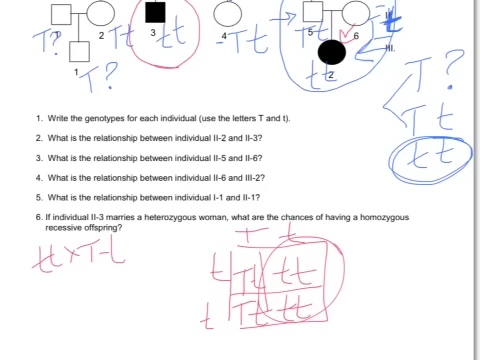 T? 2 Tt 3 tt 4 Tt 5 6 II
Tt III.
1 T? tt 2
T ?
T t
tt
1. Write the genotypes for each individual (use the letters T and t).
2. What is the relationship between individual II-2 and II-3?
3. What is the relationship between individual II-5 and II-6?
4. What is the relationship between individual II-6 and III-2?
5. What is the relationship between individual I-1 and II-1?
6. If individual II-3 marries a heterozygous woman, what are the chances of having a homozygous
recessive offspring?
tt x Tt
T t
t Tt tt
t Tt tt